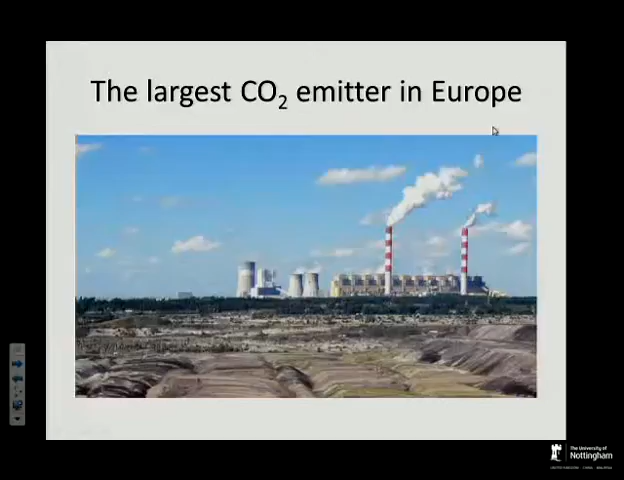 The largest CO₂ emitter in Europe
The University of
Nottingham